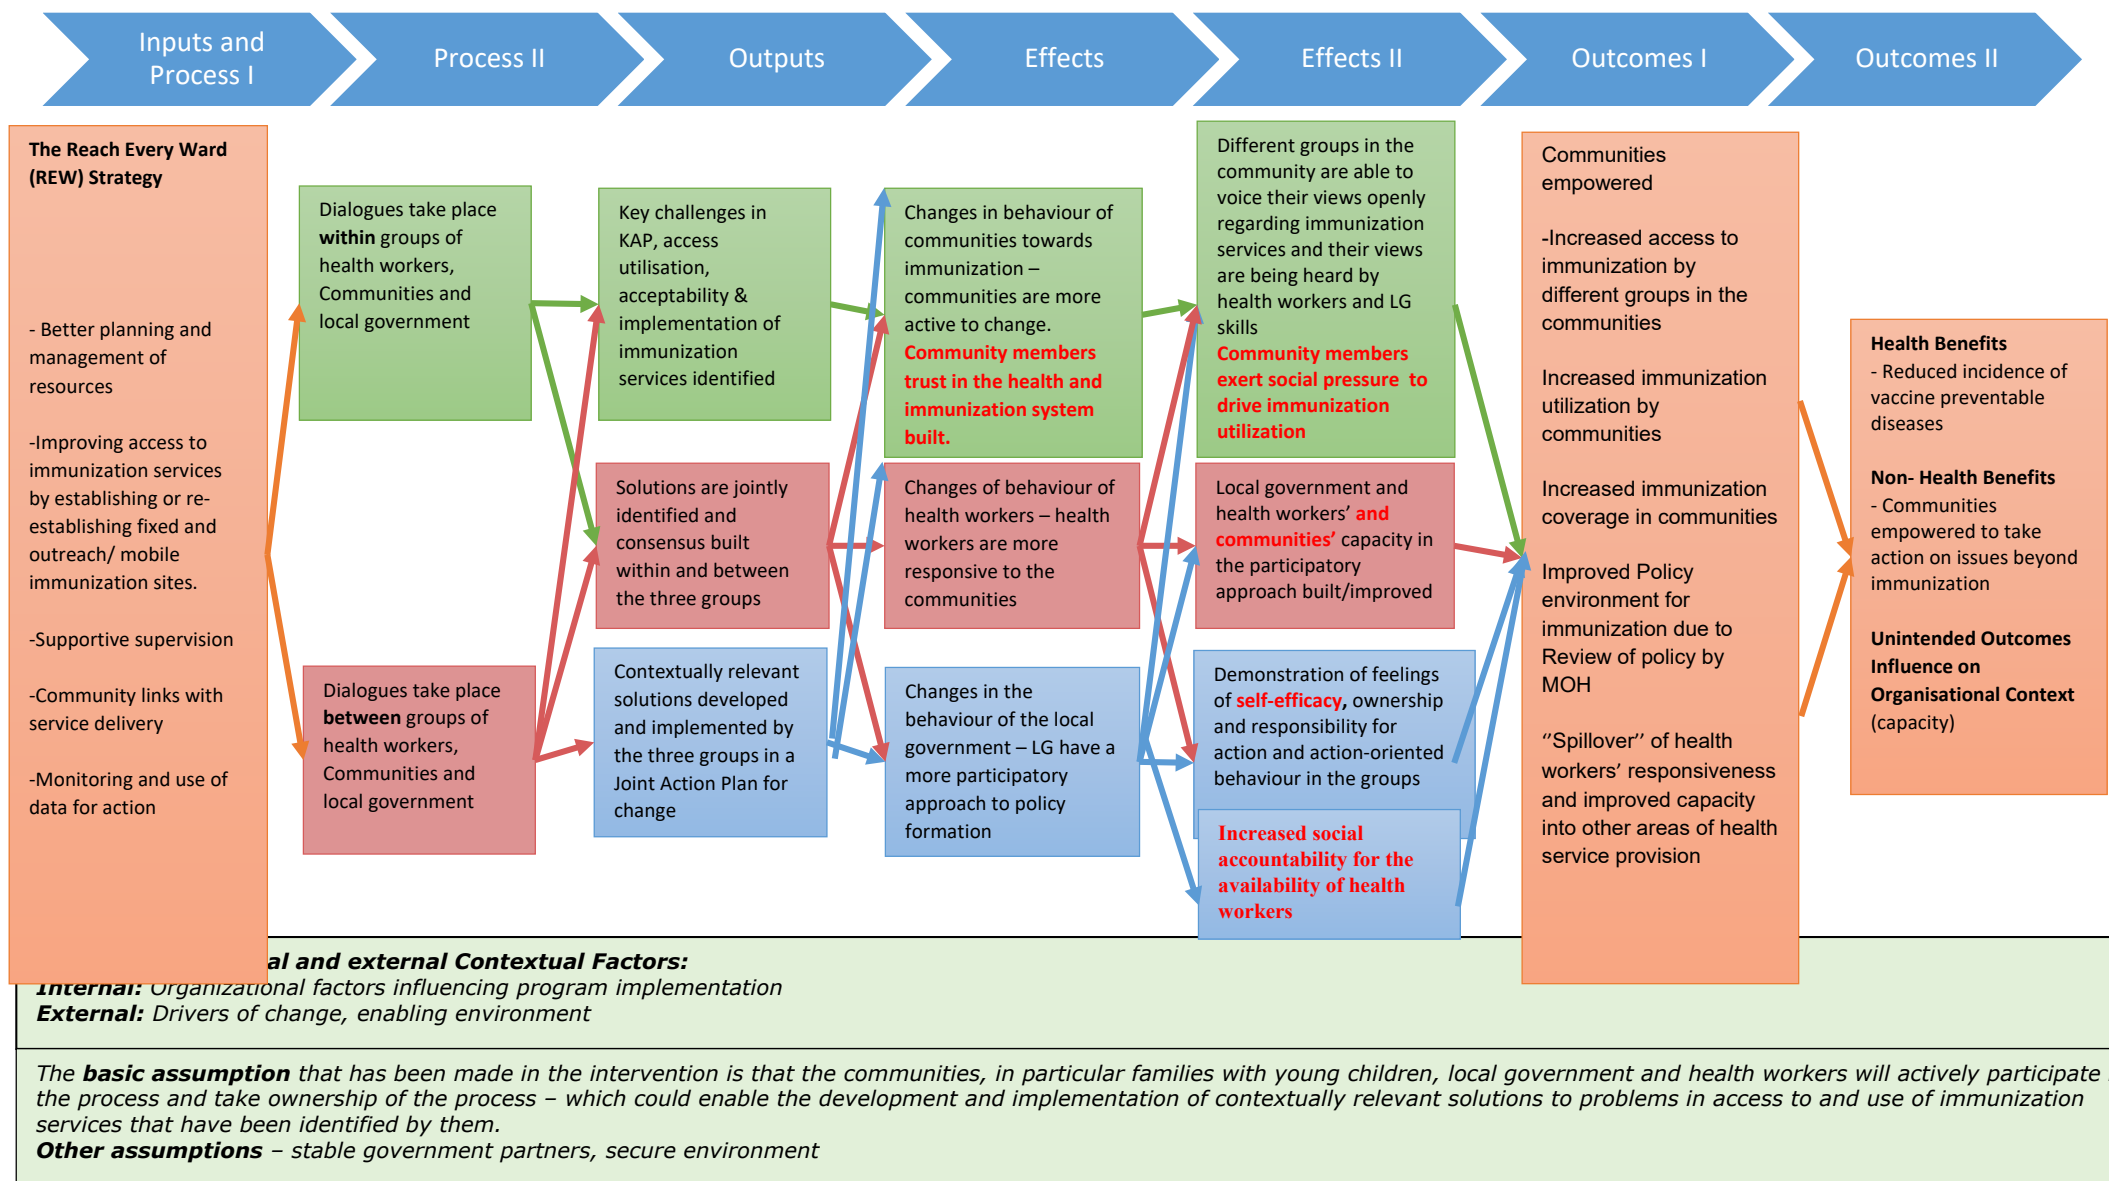 Inputs and
Process I
Process II
Outputs
Effects
Effects II
Outcomes I
Outcomes II
The Reach Every Ward
(REW) Strategy
- Better planning and
management of
resources
-Improving access to
immunization services
by establishing or re-
establishing fixed and
outreach/ mobile
immunization sites.
-Supportive supervision
-Community links with
service delivery
-Monitoring and use of
data for action
Dialogues take place
within groups of
health workers,
Communities and
local government
Dialogues take place
between groups of
health workers,
Communities and
local government
Key challenges in
KAP, access
utilisation,
acceptability &
implementation of
immunization
services identified
Solutions are jointly
identified and
consensus built
within and between
the three groups
Contextually relevant
solutions developed
and implemented by
the three groups in a
Joint Action Plan for
change
Changes in behaviour of
communities towards
immunization –
communities are more
active to change.
Community members
trust in the health and
immunization system
built.
Changes of behaviour of
health workers – health
workers are more
responsive to the
communities
Changes in the
behaviour of the local
government – LG have a
more participatory
approach to policy
formation
Different groups in the
community are able to
voice their views openly
regarding immunization
services and their views
are being heard by
health workers and LG
skills
Community members
exert social pressure  to
drive immunization
utilization
Local government and
health workers’ and
communities’ capacity in
the participatory
approach built/improved
Demonstration of feelings
of self-efficacy, ownership
and responsibility for
action and action-oriented
behaviour in the groups
Increased social
accountability for the
availability of health
workers
Communities
empowered
-Increased access to
immunization by
different groups in the
communities
Increased immunization
utilization by
communities
Increased immunization
coverage in communities
Improved Policy
environment for
immunization due to
Review of policy by
MOH
‘’Spillover’’ of health
workers’ responsiveness
and improved capacity
into other areas of health
service provision
Health Benefits
- Reduced incidence of
vaccine preventable
diseases
Non- Health Benefits
- Communities
empowered to take
action on issues beyond
immunization
Unintended Outcomes
Influence on
Organisational Context
(capacity)
al and external Contextual Factors:
Internal: Organizational factors influencing program implementation
External: Drivers of change, enabling environment
The basic assumption that has been made in the intervention is that the communities, in particular families with young children, local government and health workers will actively participate
the process and take ownership of the process – which could enable the development and implementation of contextually relevant solutions to problems in access to and use of immunization
services that have been identified by them.
Other assumptions – stable government partners, secure environment